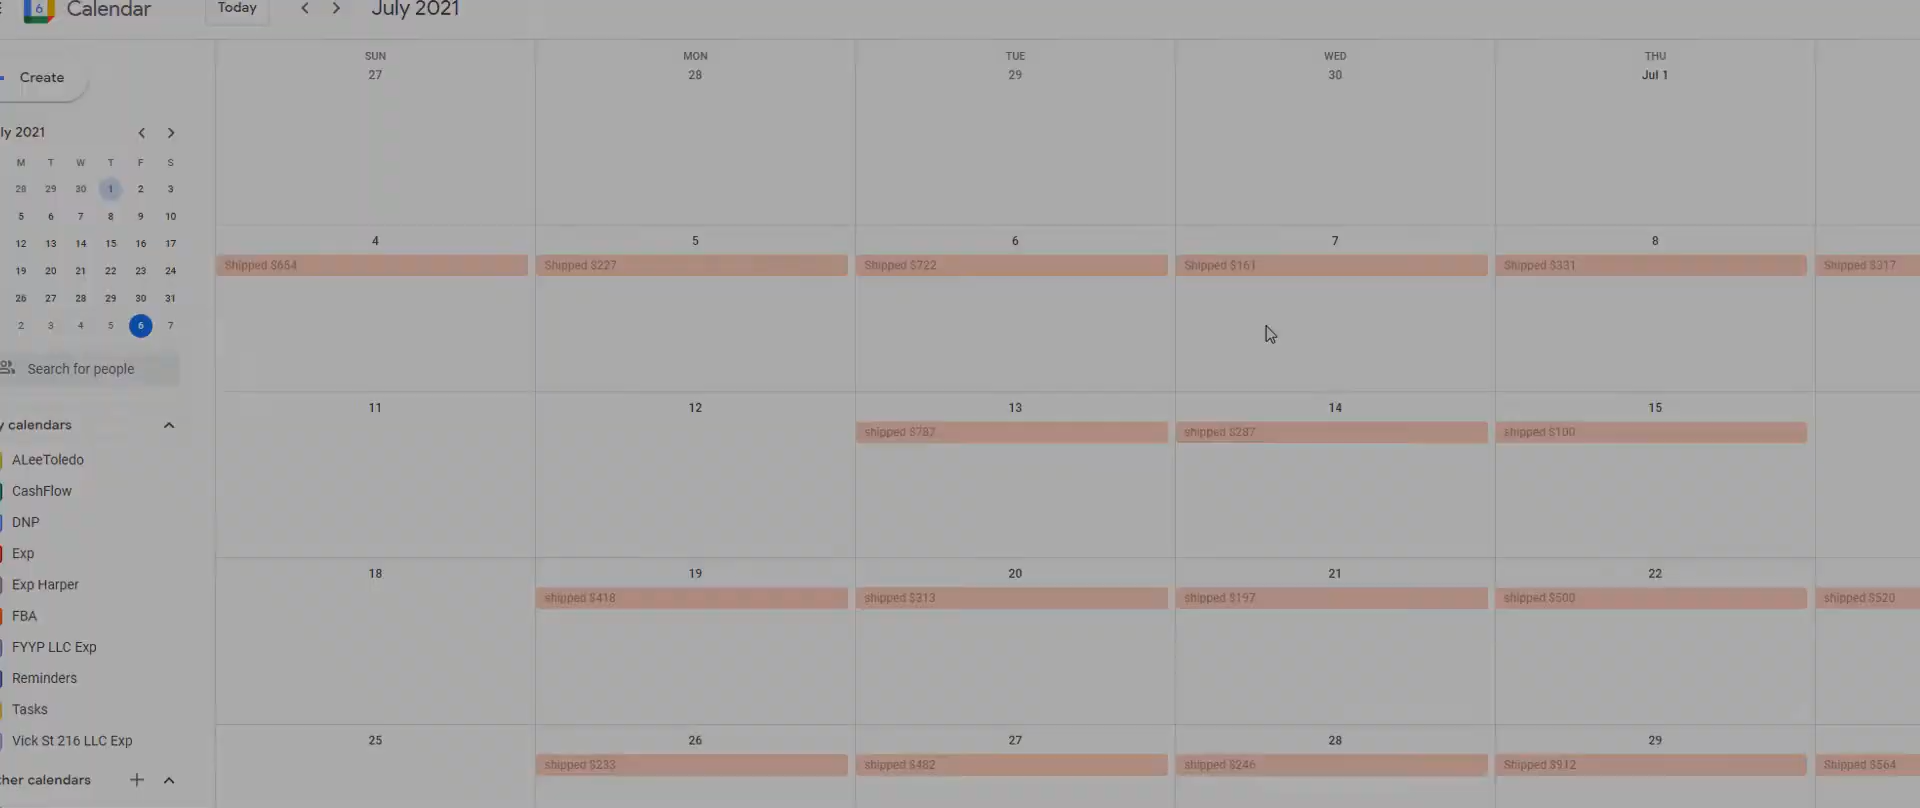 Calendar
Today
July 2021
SUN MON TUE WED THU
27 28 29 30 Jul 1
Create
ly 2021
M T W T F S
28 29 30 1 2 3
5 6 7 8 9 10
12 13 14 15 16 17
19 20 21 22 23 24
26 27 28 29 30 31
2 3 4 5 6 7
Search for people
y calendars
ALeeToledo
CashFlow
DNP
Exp
Exp Harper
FBA
FYYP LLC Exp
Reminders
Tasks
Vick St 216 LLC Exp
her calendars
4 5 6 7 8
Shipped $654 Shipped $227 Shipped $722 Shipped $161 Shipped $331 Shipped $317
11 12 13 14 15
shipped $787 shipped $287 shipped $100
18 19 20 21 22
shipped $418 shipped $313 shipped $197 shipped $500 shipped $520
25 26 27 28 29
shipped $233 shipped $482 shipped $246 Shipped $912 Shipped $564